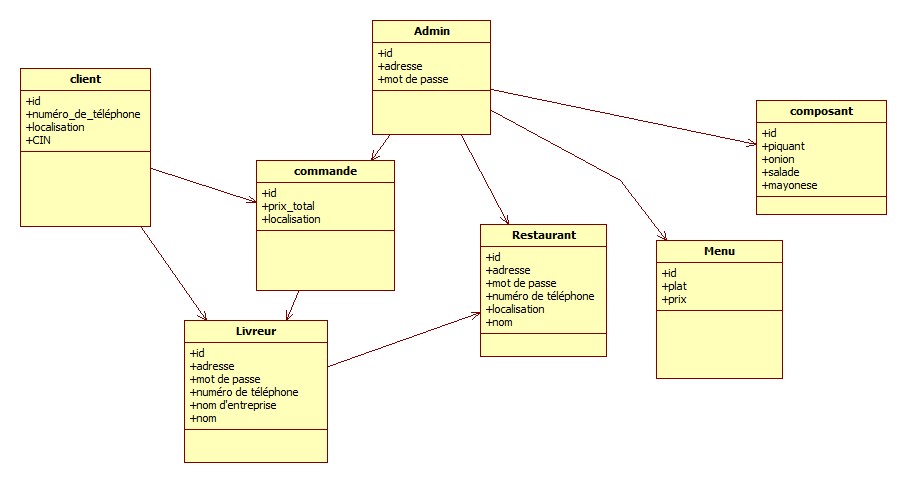 Admin
+id
+adresse
+mot de passe
client
+id
+numéro_de_téléphone
+localisation
+CIN
composant
+id
+piquant
+onion
+salade
+mayonese
commande
+id
+prix_total
+localisation
Restaurant
+id
+adresse
+mot de passe
+numéro de téléphone
+localisation
+nom
Menu
+id
+plat
+prix
Livreur
+id
+adresse
+mot de passe
+numéro de téléphone
+nom d'entreprise
+nom